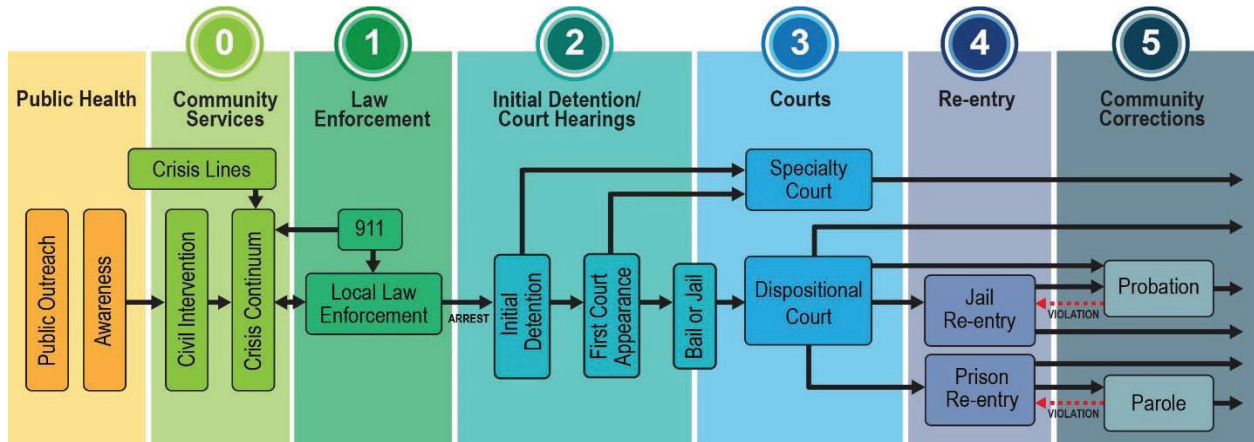 0
1
2
3
4
5
Public Health
Community
Services
Law
Enforcement
Initial Detention/
Court Hearings
Courts
Re-entry
Community
Corrections
Crisis Lines
Public Outreach
Awareness
Civil Intervention
Crisis Continuum
911
Local Law
Enforcement
ARREST
Initial
Detention
First Court
Appearance
Bail or Jail
Specialty
Court
Dispositional
Court
Jail
Re-entry
VIOLATION
Probation
Prison
Re-entry
VIOLATION
Parole